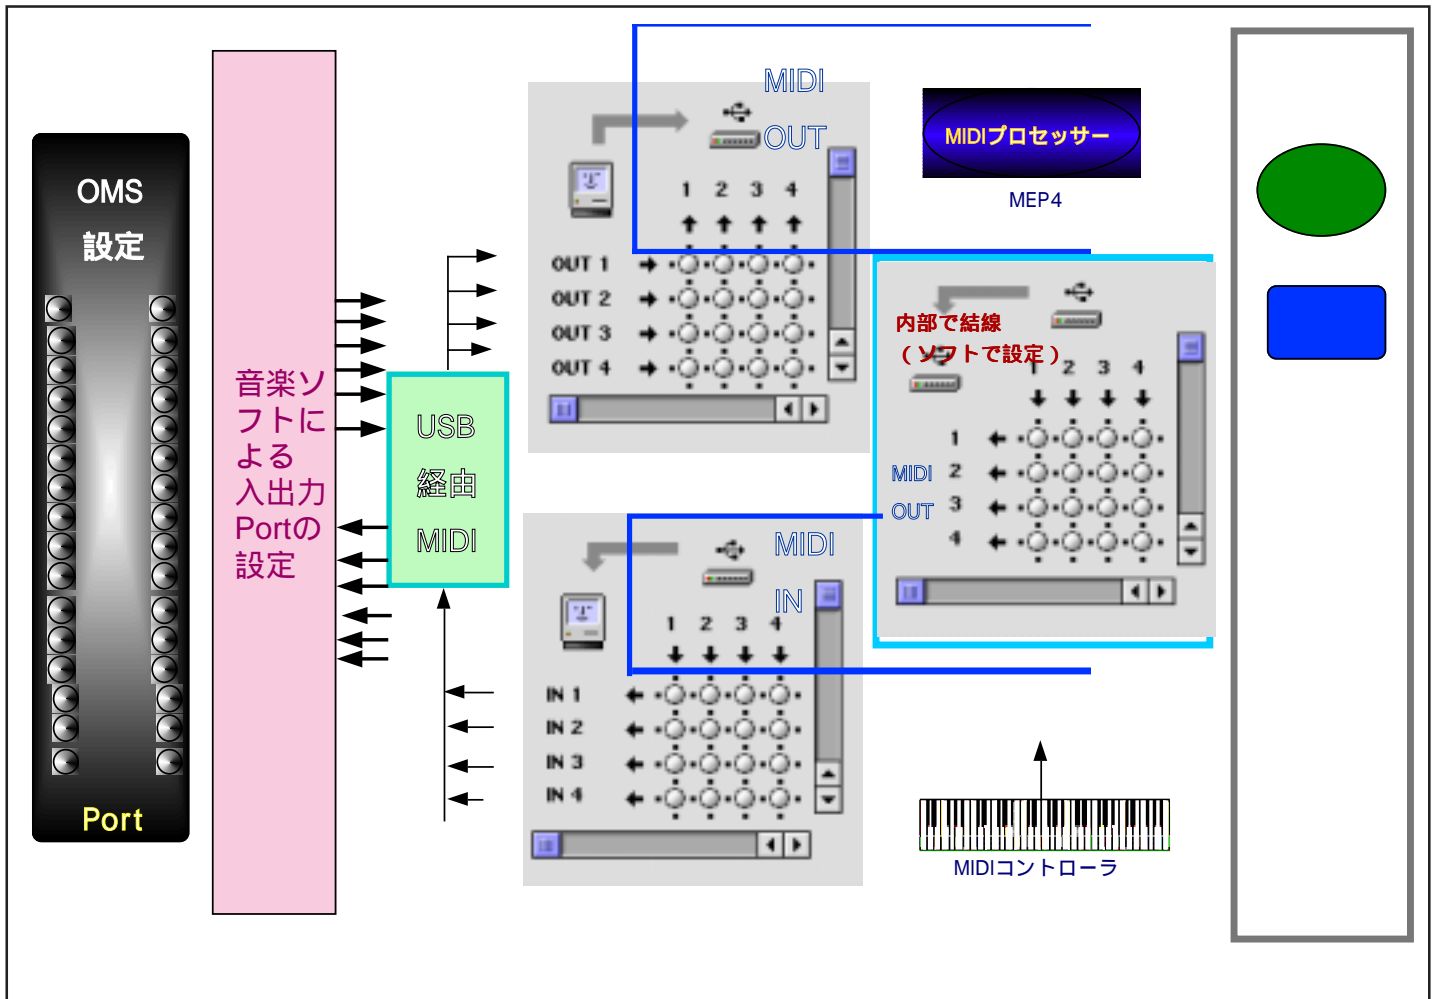 OMS
設定
Port
音楽ソ
フトに
よる
入出力
Portの
設定
USB
経由
MIDI
MIDI
OUT
1 2 3 4
OUT 1
OUT 2
OUT 3
OUT 4
MIDIプロセッサー
MEP4
内部で結線
（ソフトで設定）
1 2 3 4
1
MIDI 2
OUT 3
4
MIDI
IN
1 2 3 4
IN 1
IN 2
IN 3
IN 4
MIDIコントローラ